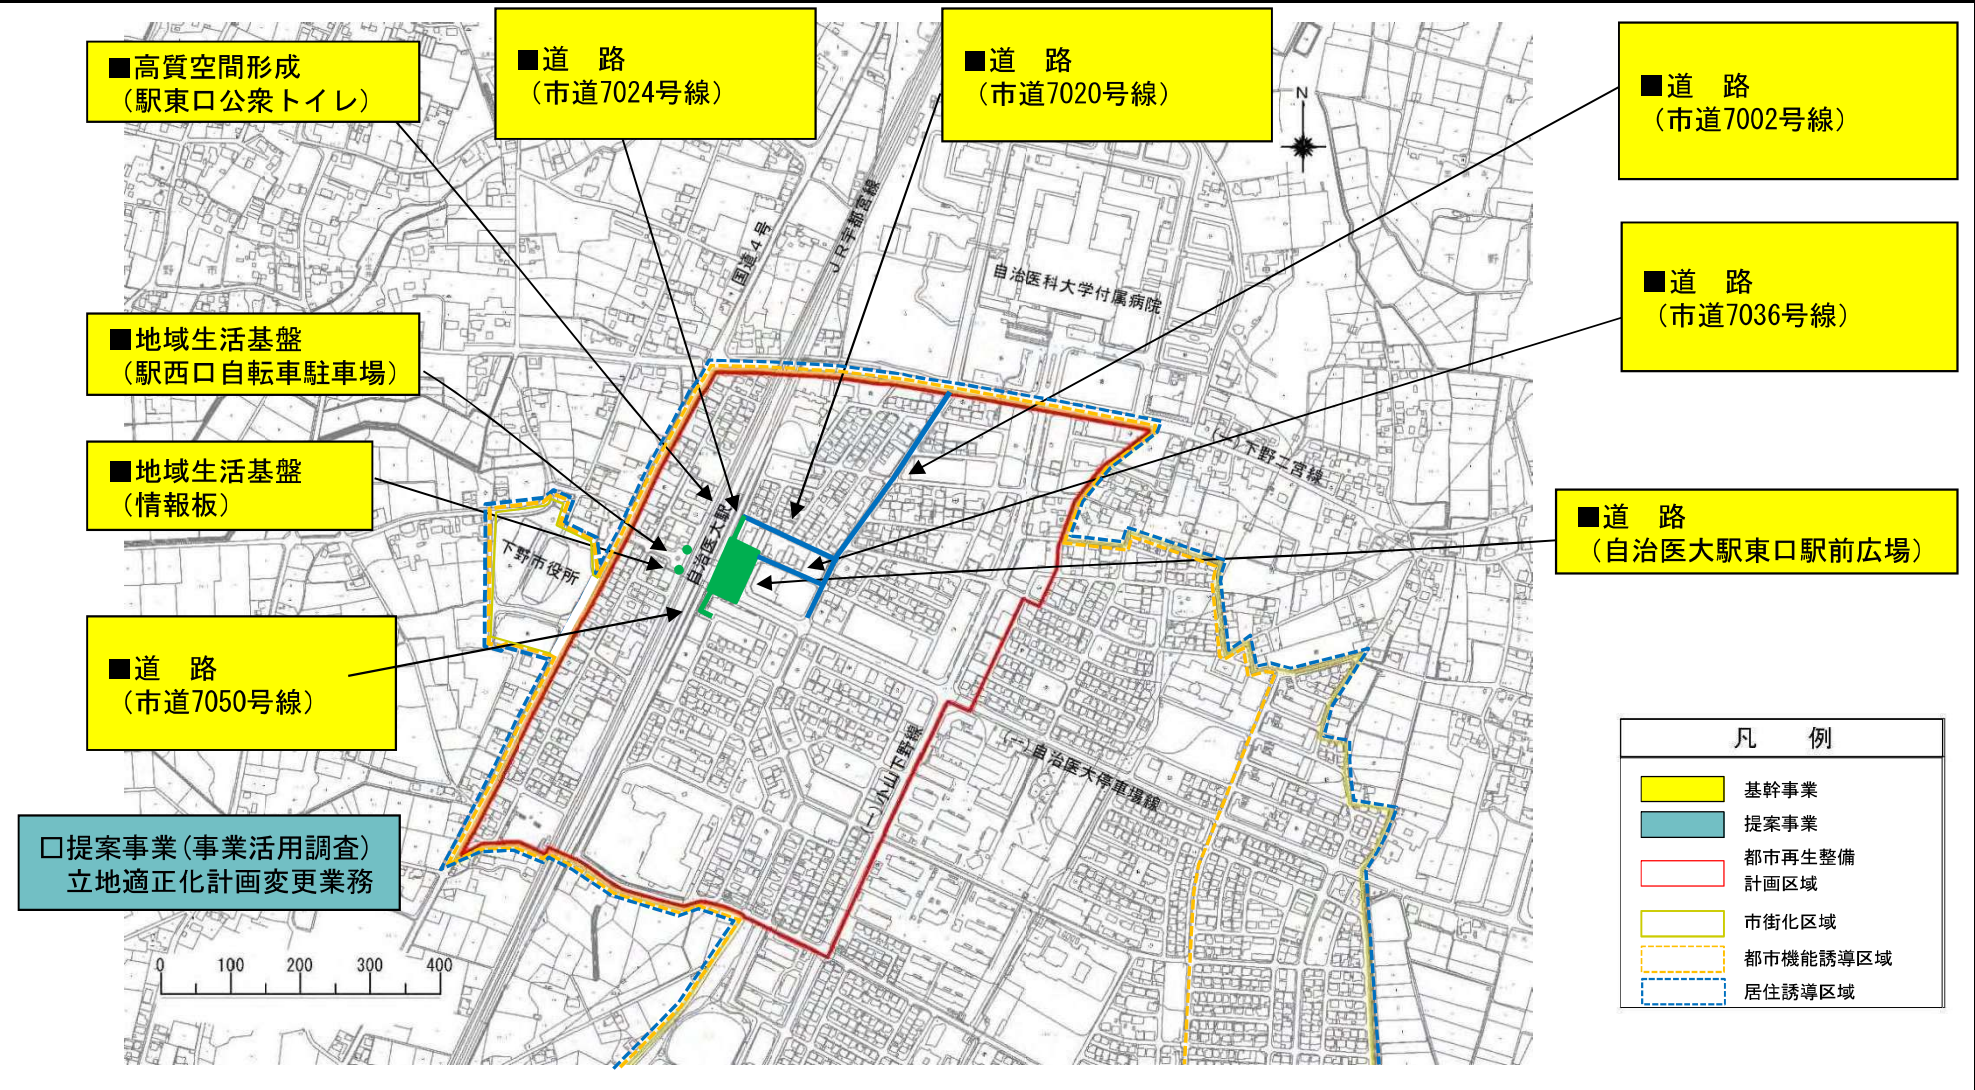 ■高質空間形成
（駅東口公衆トイレ）
■道　路
（市道7024号線）
■道　路
（市道7020号線）
■道　路
（市道7002号線）
N
国道4号
JR宇都宮線
自治医科大学付属病院
■道　路
（市道7036号線）
■地域生活基盤
（駅西口自転車駐車場）
■地域生活基盤
（情報板）
(一)下野二宮線
■道　路
（自治医大駅東口駅前広場）
下野市役所
自治医大駅
■道　路
（市道7050号線）
(一)小山下野線
(一)自治医大停車場線
□提案事業(事業活用調査)
立地適正化計画変更業務
0 100 200 300 400
凡　例
基幹事業
提案事業
都市再生整備
計画区域
市街化区域
都市機能誘導区域
居住誘導区域